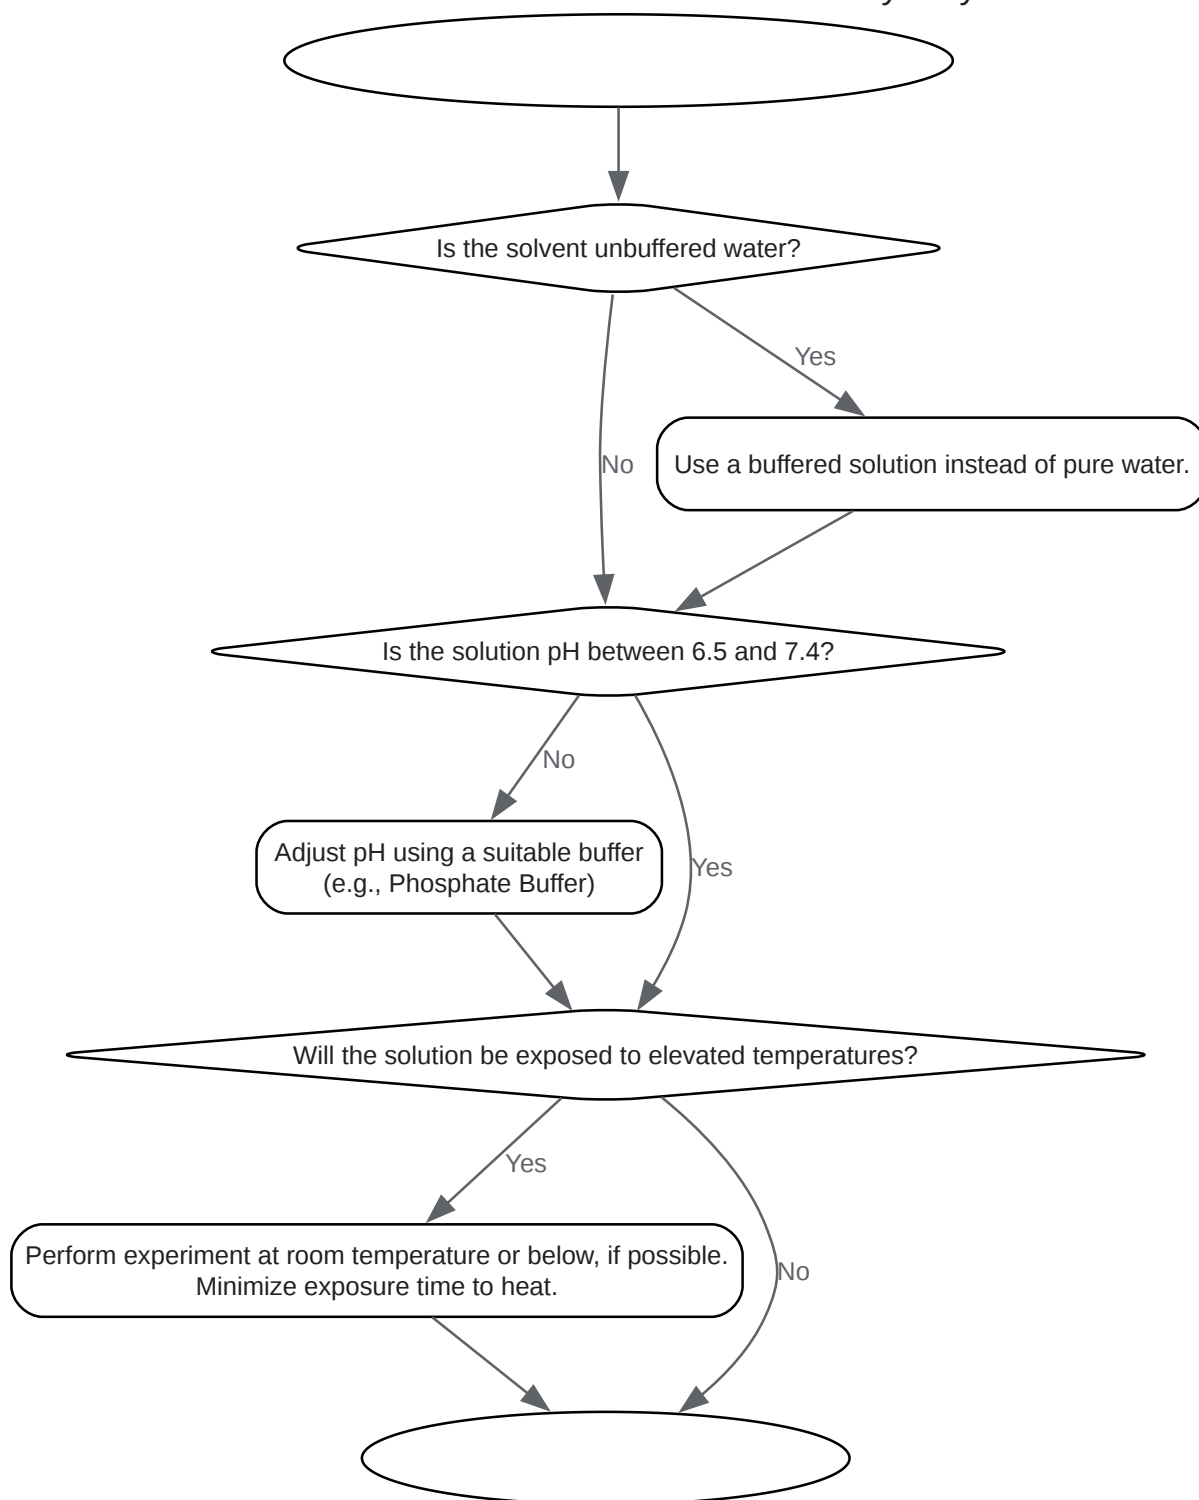 Is the solvent unbuffered water?
Yes
No
Use a buffered solution instead of pure water.
Is the solution pH between 6.5 and 7.4?
No
Adjust pH using a suitable buffer
(e.g., Phosphate Buffer)
Yes
Will the solution be exposed to elevated temperatures?
Yes
Perform experiment at room temperature or below, if possible.
Minimize exposure time to heat.
No